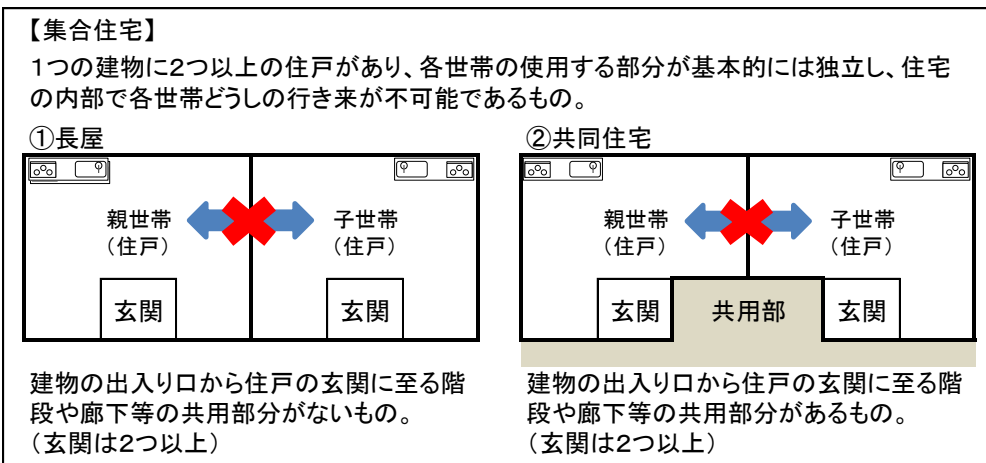 【集合住宅】
1つの建物に2つ以上の住戸があり、各世帯の使用する部分が基本的には独立し、住宅
の内部で各世帯どうしの行き来が不可能であるもの。
①長屋
親世帯
（住戸）
子世帯
（住戸）
玄関
玄関
建物の出入り口から住戸の玄関に至る階
段や廊下等の共用部分がないもの。
（玄関は2つ以上）
②共同住宅
親世帯
（住戸）
子世帯
（住戸）
玄関
共用部
玄関
建物の出入り口から住戸の玄関に至る階
段や廊下等の共用部分があるもの。
（玄関は2つ以上）